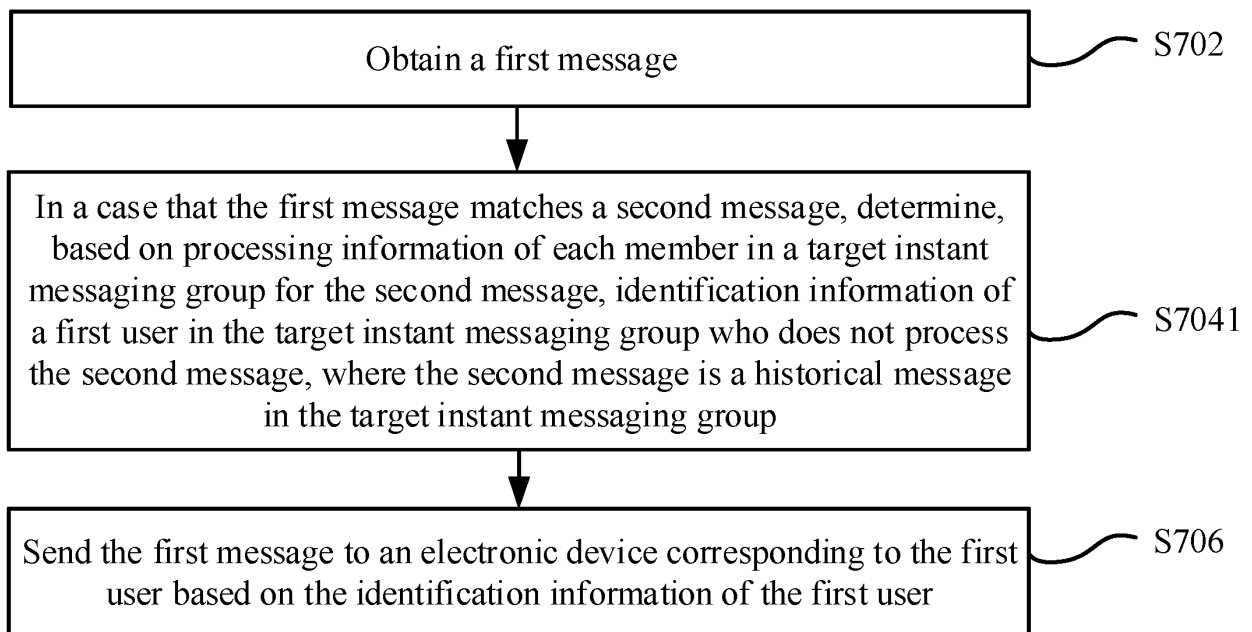 Obtain a first message
S702
In a case that the first message matches a second message, determine,
based on processing information of each member in a target instant
messaging group for the second message, identification information of
a first user in the target instant messaging group who does not process
the second message, where the second message is a historical message
in the target instant messaging group
S7041
Send the first message to an electronic device corresponding to the first
user based on the identification information of the first user
S706